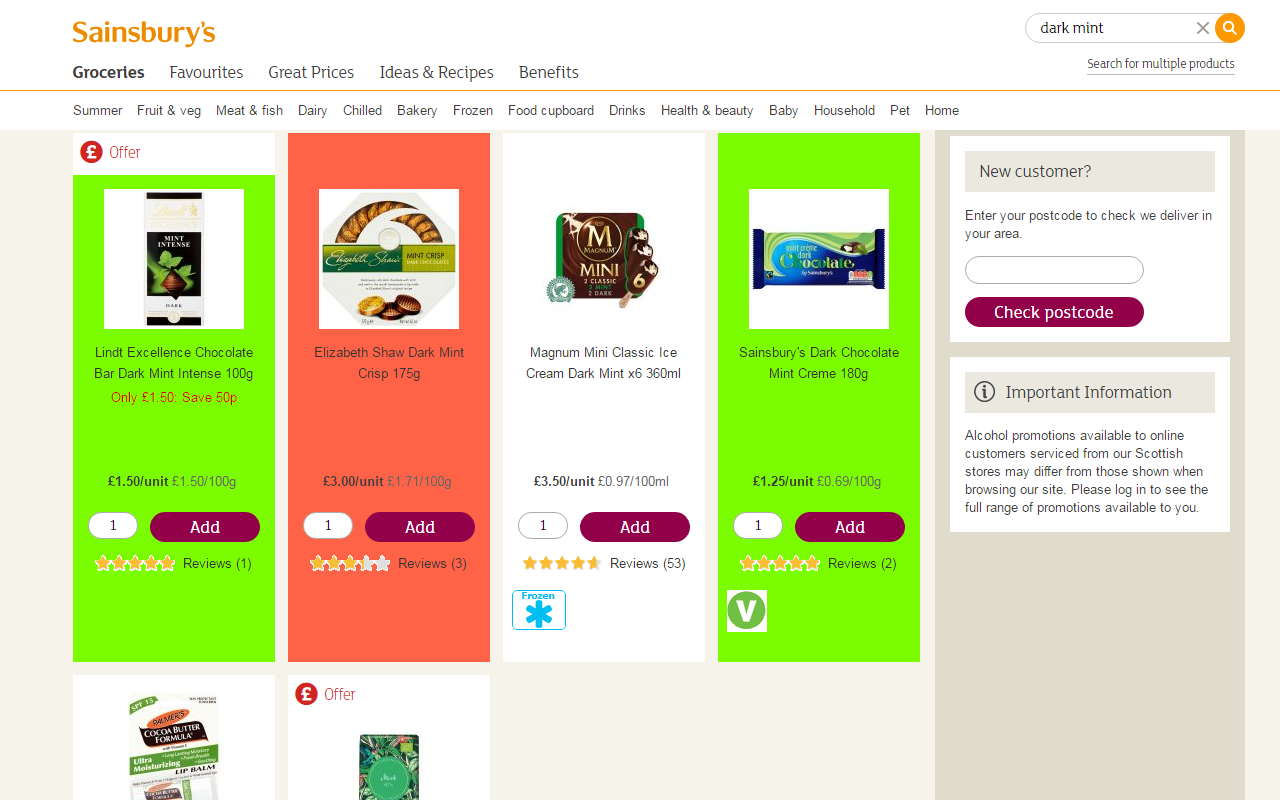 Sainsbury's
dark mint
Search for multiple products
Groceries Favourites Great Prices Ideas & Recipes Benefits
Summer Fruit & veg Meat & fish Dairy Chilled Bakery Frozen Food cupboard Drinks Health & beauty Baby Household Pet Home
£ Offer
Lindt
EXCELLENCE
MINT
INTENSE
DARK
Lindt Excellence Chocolate
Bar Dark Mint Intense 100g
Only £1.50: Save 50p
£1.50/unit £1.50/100g
1 Add
Reviews (1)
Elizabeth Shaw
MINT CRISP
DARK CHOCOLATES
Elizabeth Shaw Dark Mint
Crisp 175g
£3.00/unit £1.71/100g
1 Add
Reviews (3)
M
MAGNUM
MINI
2 CLASSIC
2 MINT
2 DARK
6
Magnum Mini Classic Ice
Cream Dark Mint x6 360ml
£3.50/unit £0.97/100ml
1 Add
Reviews (53)
Frozen
mint creme
dark
Chocolate
by Sainsbury's
Sainsbury's Dark Chocolate
Mint Creme 180g
£1.25/unit £0.69/100g
1 Add
Reviews (2)
V
SPF 15
PALMER'S
COCOA BUTTER
FORMULA
with Vitamin E
Ultra
Moisturizing
LIP BALM
£ Offer
New customer?
Enter your postcode to check we deliver in
your area.
Check postcode
Important Information
Alcohol promotions available to online
customers serviced from our Scottish
stores may differ from those shown when
browsing our site. Please log in to see the
full range of promotions available to you.